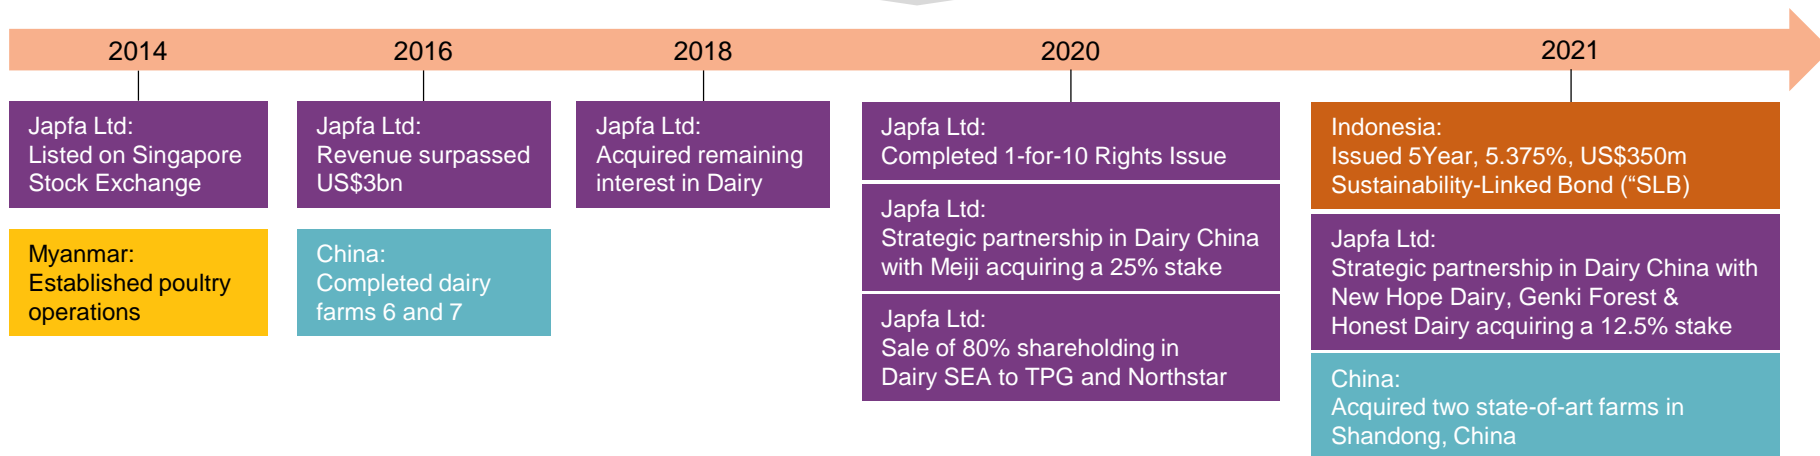 2014
2016
2018
2020
2021
Japfa Ltd:
Listed on Singapore
Stock Exchange
Myanmar:
Established poultry
operations
Japfa Ltd:
Revenue surpassed
US$3bn
China:
Completed dairy
farms 6 and 7
Japfa Ltd:
Acquired remaining
interest in Dairy
Japfa Ltd:
Completed 1-for-10 Rights Issue
Japfa Ltd:
Strategic partnership in Dairy China
with Meiji acquiring a 25% stake
Japfa Ltd:
Sale of 80% shareholding in
Dairy SEA to TPG and Northstar
Indonesia:
Issued 5Year, 5.375%, US$350m
Sustainability-Linked Bond (“SLB)
Japfa Ltd:
Strategic partnership in Dairy China with
New Hope Dairy, Genki Forest &
Honest Dairy acquiring a 12.5% stake
China:
Acquired two state-of-art farms in
Shandong, China